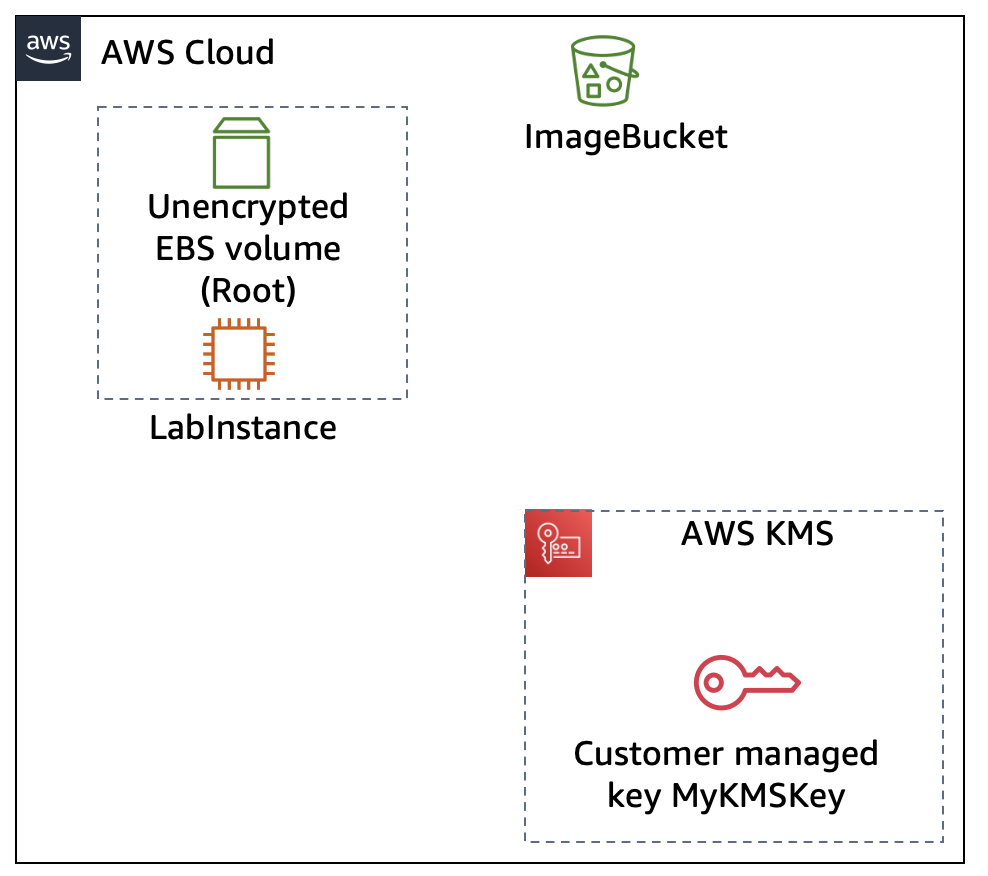 aws
AWS Cloud
ImageBucket
Unencrypted
EBS volume
(Root)
LabInstance
AWS KMS
Customer managed
key MyKMSKey